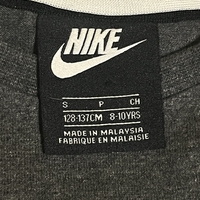 NIKE
S P CH
128-137CM 8-10YRS
MADE IN MALAYSIA
FABRIQUE EN MALAISIE